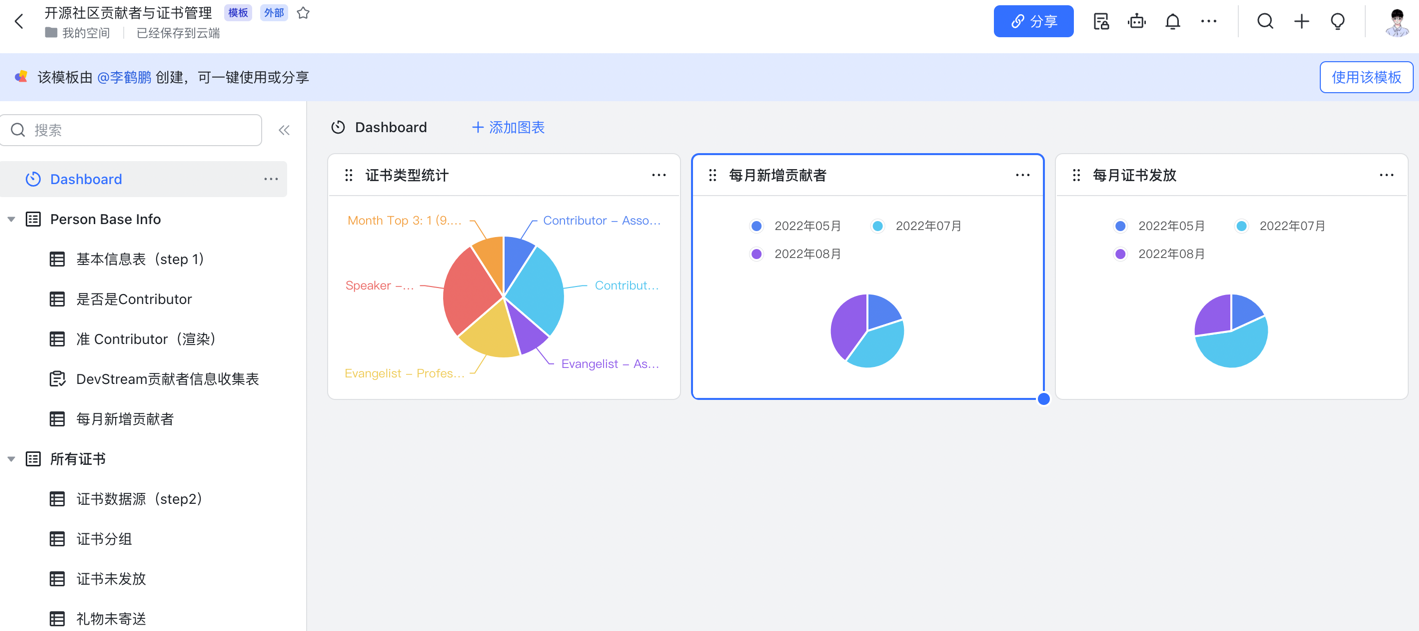 开源社区贡献者与证书管理 模板 外部
我的空间 已经保存到云端
分享
该模板由 @李鹤鹏 创建，可一键使用或分享
使用该模板
搜索
Dashboard
Person Base Info
基本信息表（step 1）
是否是Contributor
准 Contributor（渲染）
DevStream贡献者信息收集表
每月新增贡献者
所有证书
证书数据源（step2）
证书分组
证书未发放
礼物未寄送
Dashboard
添加图表
证书类型统计
Month Top 3: 1 (9....
Contributor – Asso...
Speaker –...
Contribut...
Evangelist – As...
Evangelist – Profes...
每月新增贡献者
2022年05月 2022年07月
2022年08月
每月证书发放
2022年05月 2022年07月
2022年08月